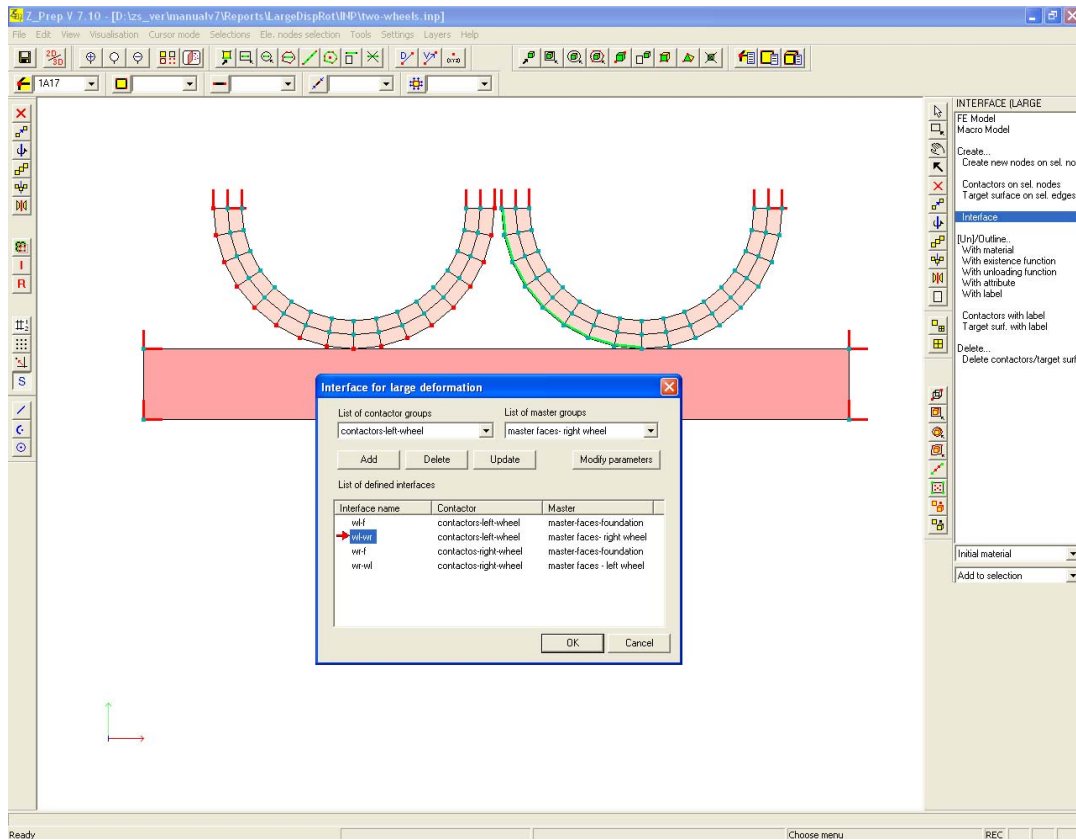 Z_Prep V 7.10 - [D:\zs_ver\manualv7\Reports\LargeDispRot\INP\two-wheels.inp]
File Edit View Visualisation Cursor mode Selections Ele. nodes selection Tools Settings Layers Help
2D/3D
1A17
I
R
S
INTERFACE (LARGE
FE Model
Macro Model
Create...
Create new nodes on sel. no
Contactors on sel. nodes
Target surface on sel. edges
Interface
[Un]/Outline..
With material
With existence function
With unloading function
With attribute
With label
Contactors with label
Target surf. with label
Delete...
Delete contactors/target surf
Initial material
Add to selection
Interface for large deformation
List of contactor groups List of master groups
contactors-left-wheel master faces- right wheel
Add Delete Update Modify parameters
List of defined interfaces
Interface name Contactor Master
wl-f contactors-left-wheel master-faces-foundation
wl-wr contactors-left-wheel master faces- right wheel
wr-f contactos-right-wheel master-faces-foundation
wr-wl contactos-right-wheel master faces - left wheel
OK Cancel
Ready Choose menu REC